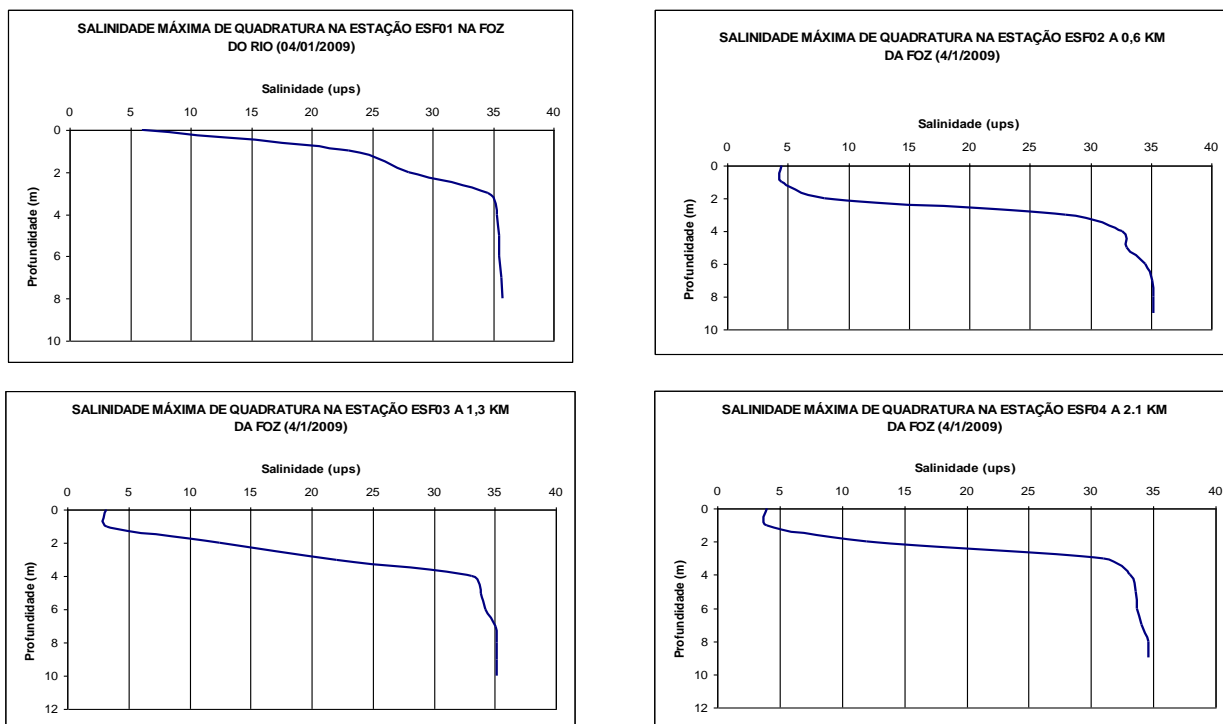 SALINIDADE MÁXIMA DE QUADRATURA NA ESTAÇÃO ESF01 NA FOZ
DO RIO (04/01/2009)
Salinidade (ups)
0 5 10 15 20 25 30 35 40
0
2
4
6
8
10
Profundidade (m)
SALINIDADE MÁXIMA DE QUADRATURA NA ESTAÇÃO ESF02 A 0,6 KM
DA FOZ (4/1/2009)
Salinidade (ups)
0 5 10 15 20 25 30 35 40
0
2
4
6
8
10
Profundidade (m)
SALINIDADE MÁXIMA DE QUADRATURA NA ESTAÇÃO ESF03 A 1,3 KM
DA FOZ (4/1/2009)
Salinidade (ups)
0 5 10 15 20 25 30 35 40
0
2
4
6
8
10
12
Profundidade (m)
SALINIDADE MÁXIMA DE QUADRATURA NA ESTAÇÃO ESF04 A 2.1 KM
DA FOZ (4/1/2009)
Salinidade (ups)
0 5 10 15 20 25 30 35 40
0
2
4
6
8
10
12
Profundidade (m)